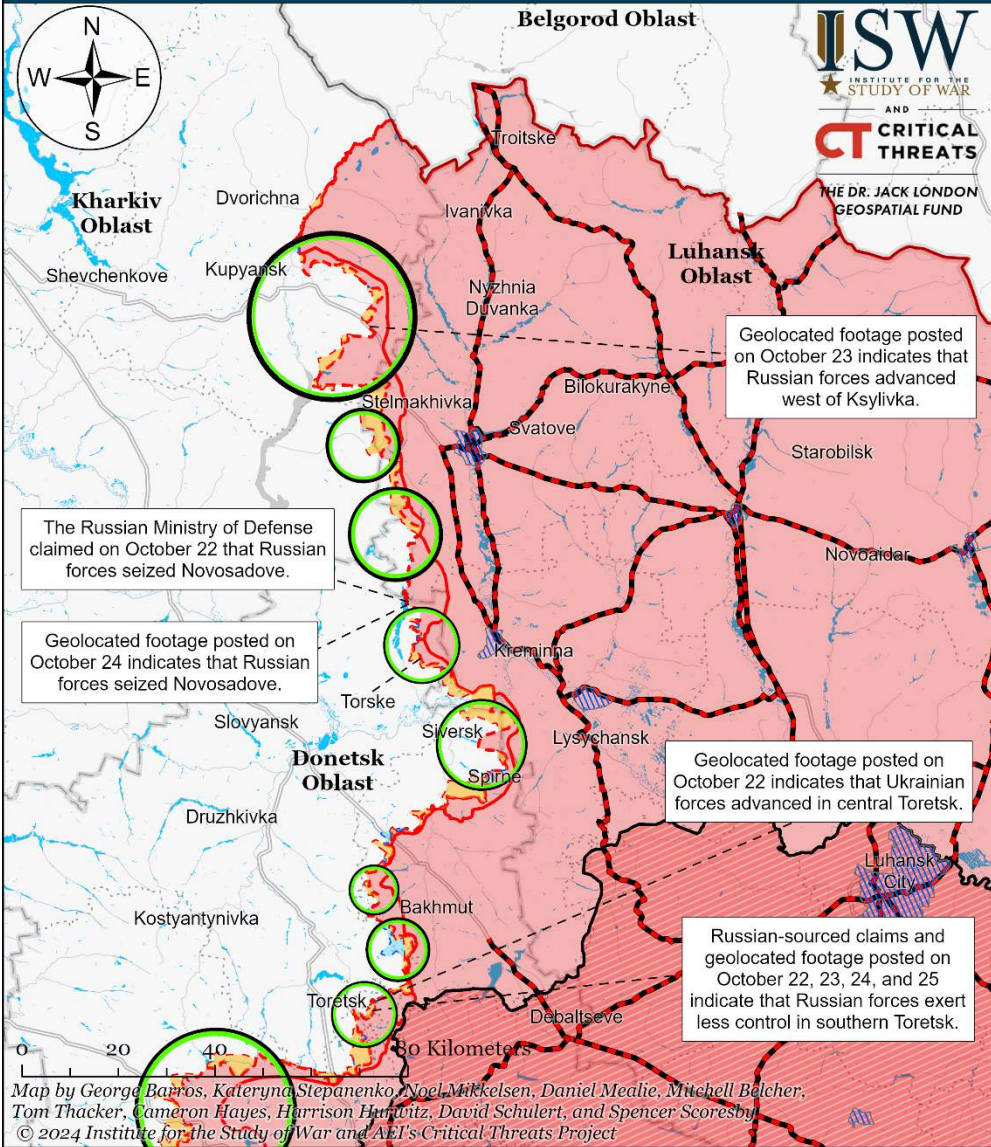 Belgorod Oblast
N
W E
S
ISW
INSTITUTE FOR THE
STUDY OF WAR
AND
CT CRITICAL
THREATS
THE DR. JACK LONDON
GEOSPATIAL FUND
Troitske
Kharkiv
Oblast
Dvorichna
Ivanivka
Shevchenkove
Kupyansk
Luhansk
Oblast
Nyzhnia
Duvanka
Geolocated footage posted
on October 23 indicates that
Russian forces advanced
west of Ksylivka.
Bilokurakyne
Stelmakhivka
Svatove
Starobilsk
The Russian Ministry of Defense
claimed on October 22 that Russian
forces seized Novosadove.
Novoaidar
Geolocated footage posted on
October 24 indicates that Russian
forces seized Novosadove.
Kreminna
Torske
Slovyansk
Siversk
Lysychansk
Donetsk
Oblast
Spirne
Geolocated footage posted on
October 22 indicates that Ukrainian
forces advanced in central Toretsk.
Druzhkivka
Luhansk
City
Bakhmut
Kostyantynivka
Russian-sourced claims and
geolocated footage posted on
October 22, 23, 24, and 25
indicate that Russian forces exert
less control in southern Toretsk.
Toretsk
Debaltseve
0 20 40 80 Kilometers
Map by George Barros, Kateryna Stepanenko, Noel Mikkelsen, Daniel Mealie, Mitchell Belcher,
Tom Thacker, Cameron Hayes, Harrison Hurwitz, David Schulert, and Spencer Scoresby
© 2024 Institute for the Study of War and AEI's Critical Threats Project